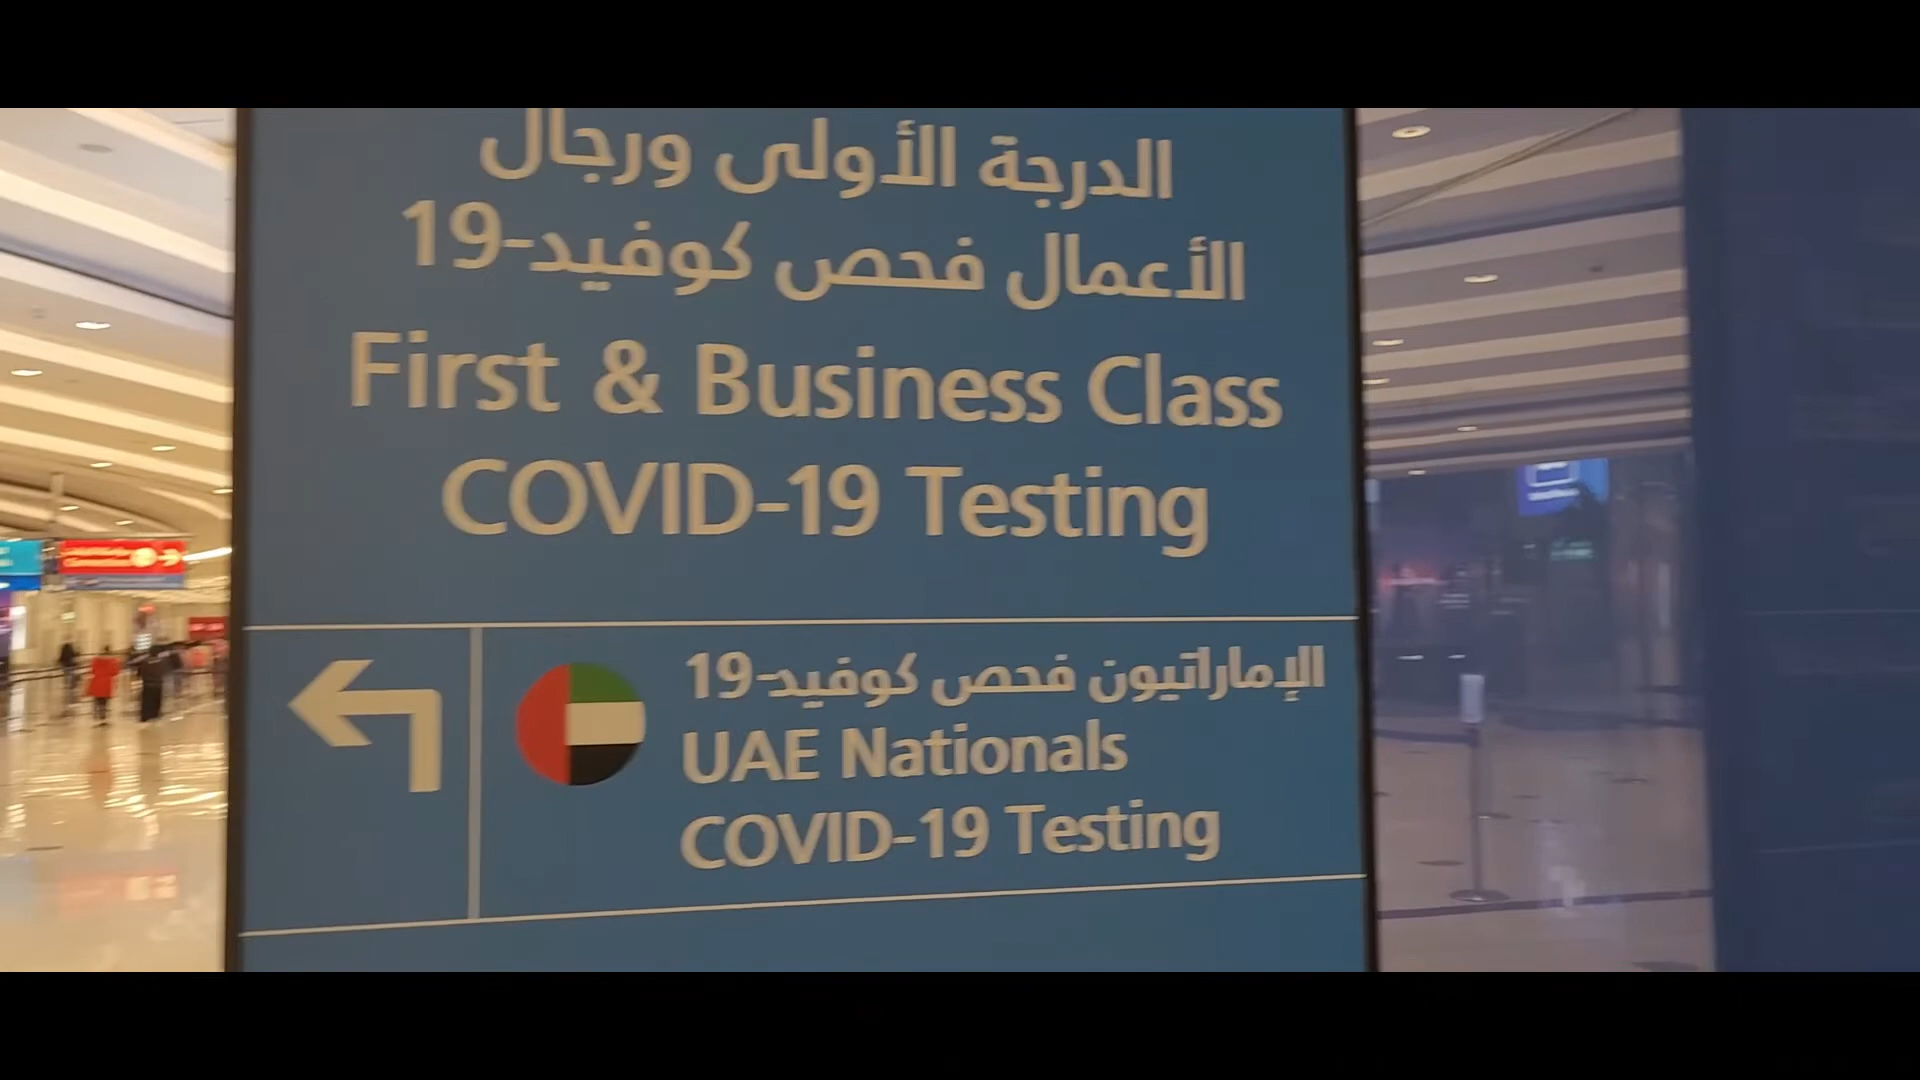 الدرجة الأولى ورجال
الأعمال فحص كوفيد-19
First & Business Class
COVID-19 Testing
الإماراتيون فحص كوفيد-19
UAE Nationals
COVID-19 Testing